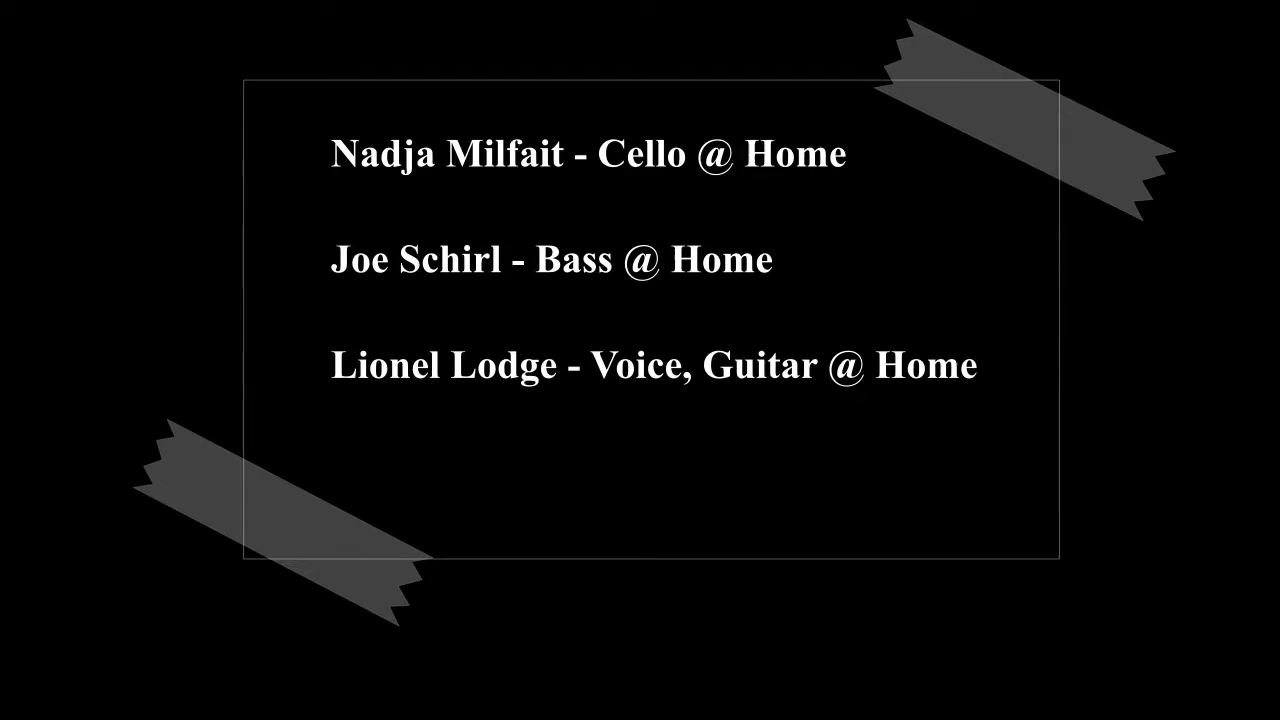 Nadja Milfait - Cello @ Home
Joe Schirl - Bass @ Home
Lionel Lodge - Voice, Guitar @ Home